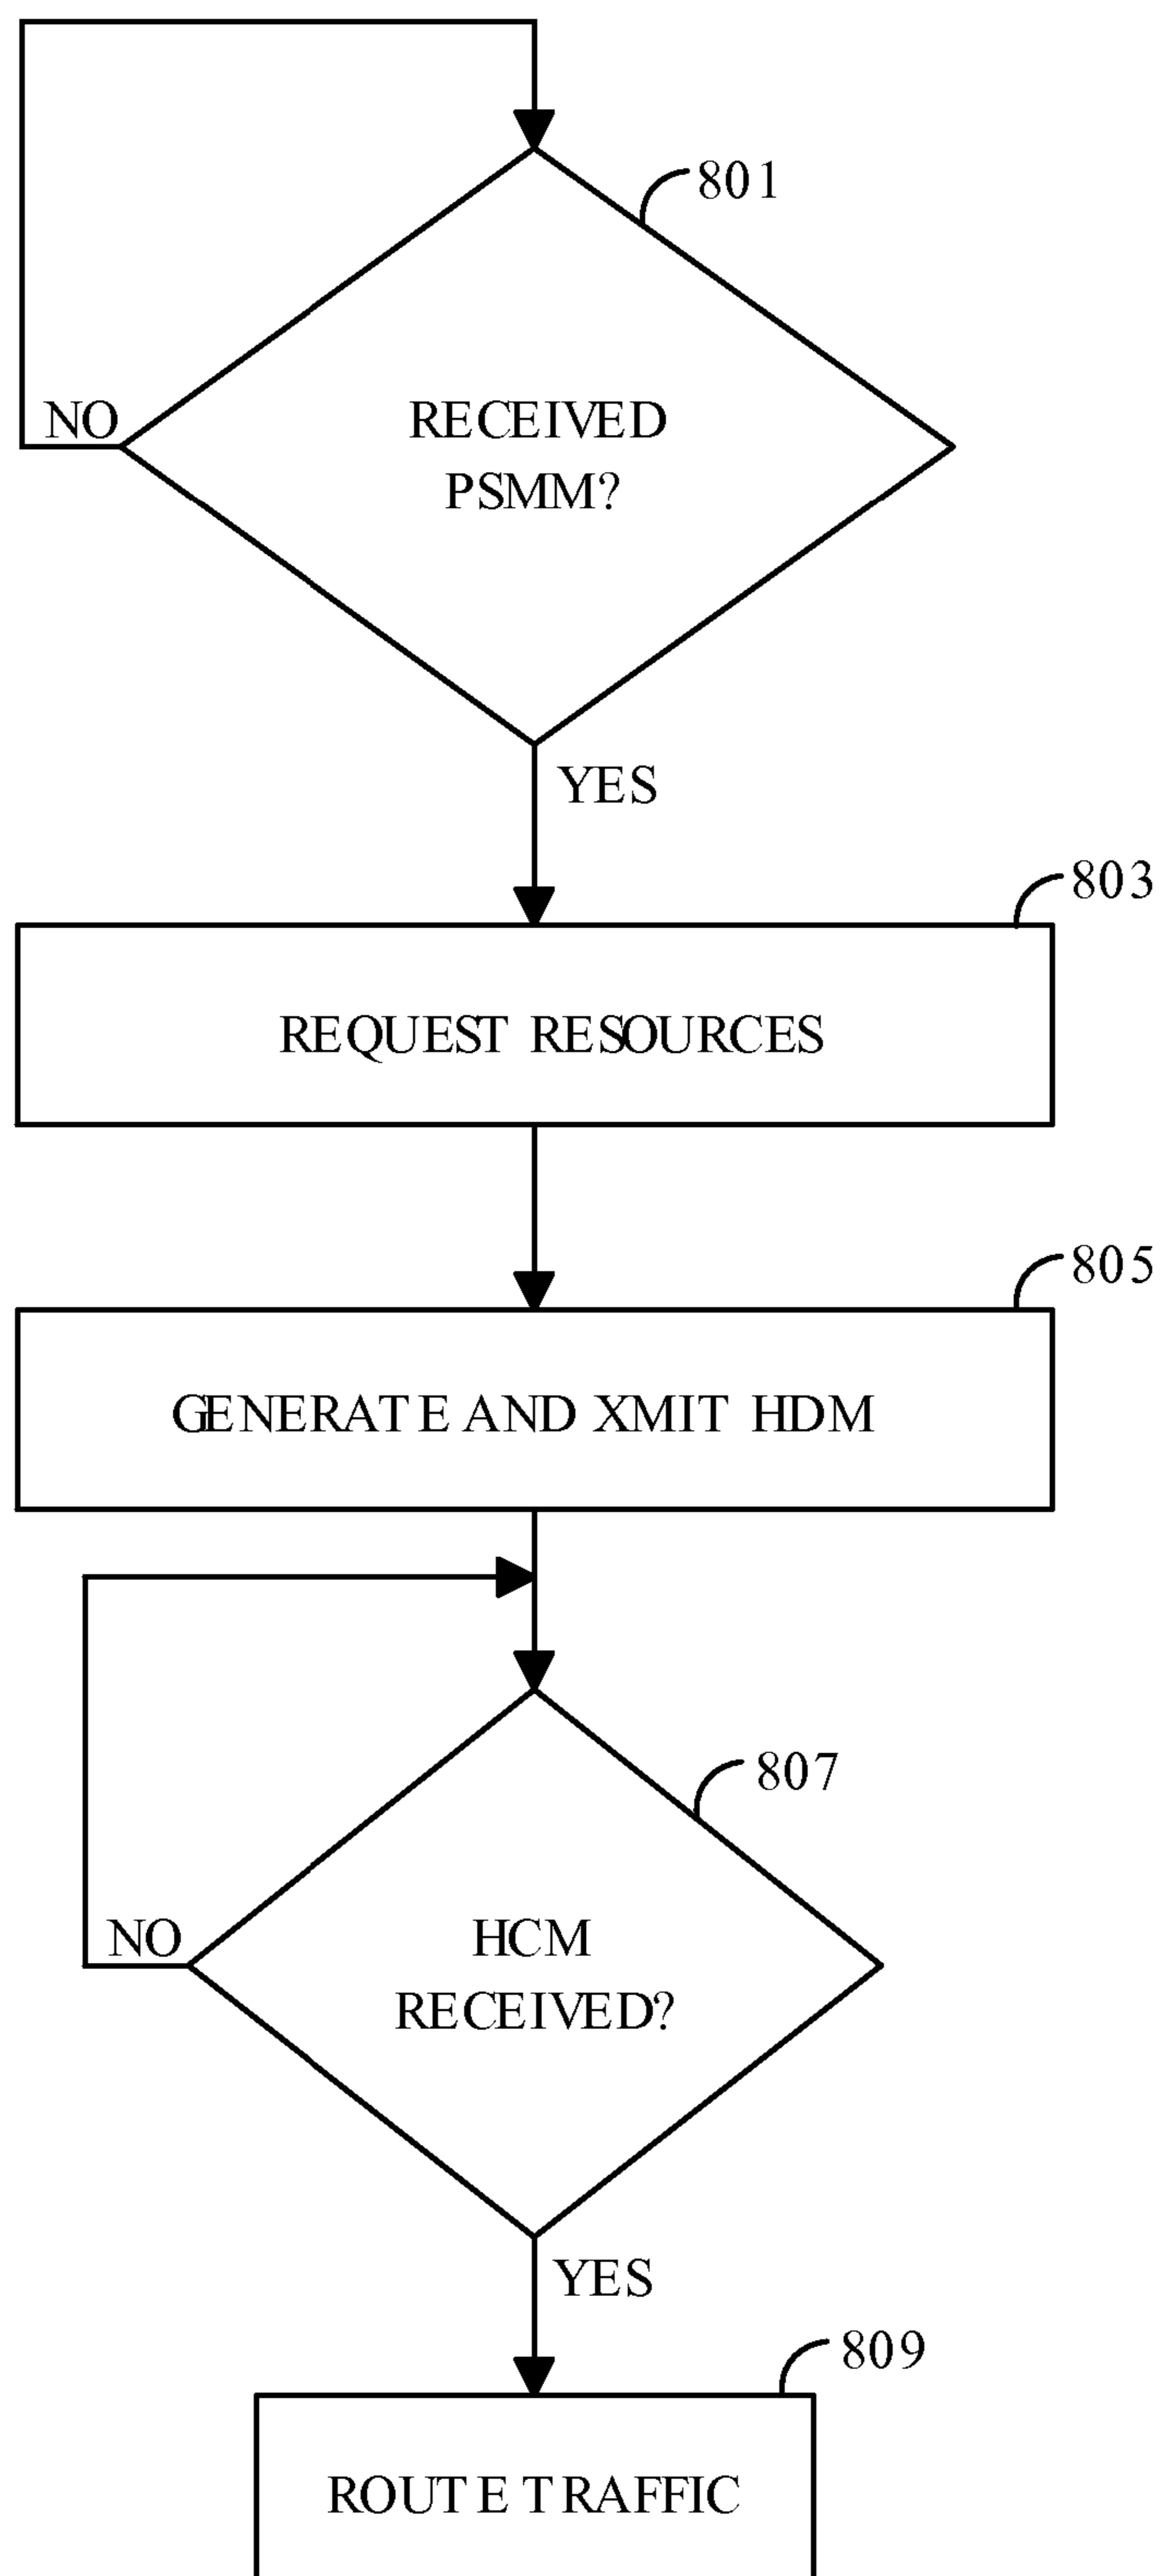 801
NO
RECEIVED
PSMM?
YES
803
REQUEST RESOURCES
805
GENERATE AND XMIT HDM
807
NO
HCM
RECEIVED?
YES
809
ROUTE TRAFFIC